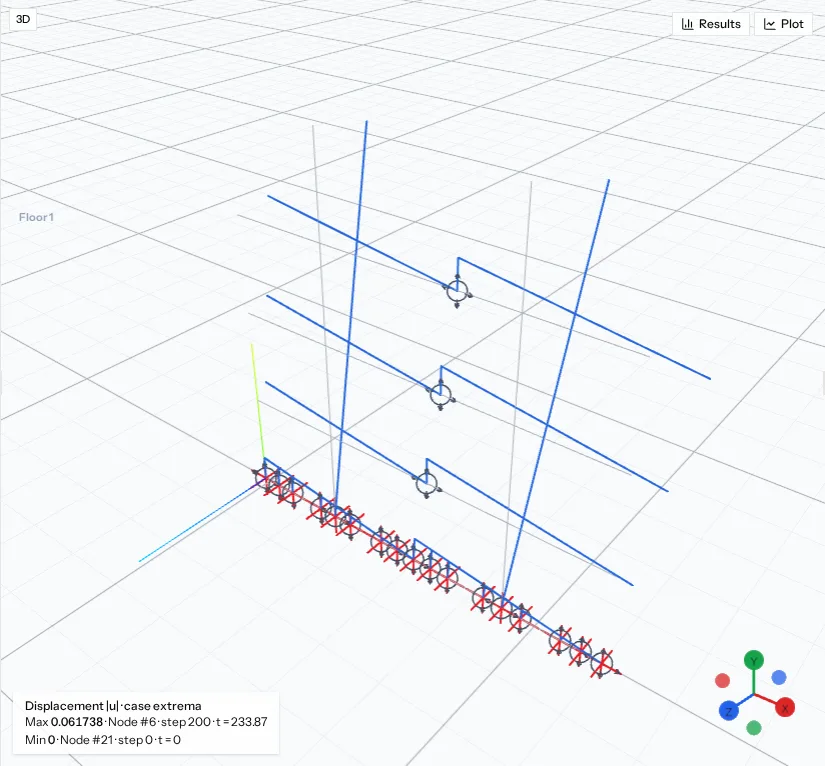 3D
Results
Plot
Floor1
Displacement |u| · case extrema
Max 0.061738 · Node #6 · step 200 · t = 233.87
Min 0 · Node #21 · step 0 · t = 0
Y
Z
X